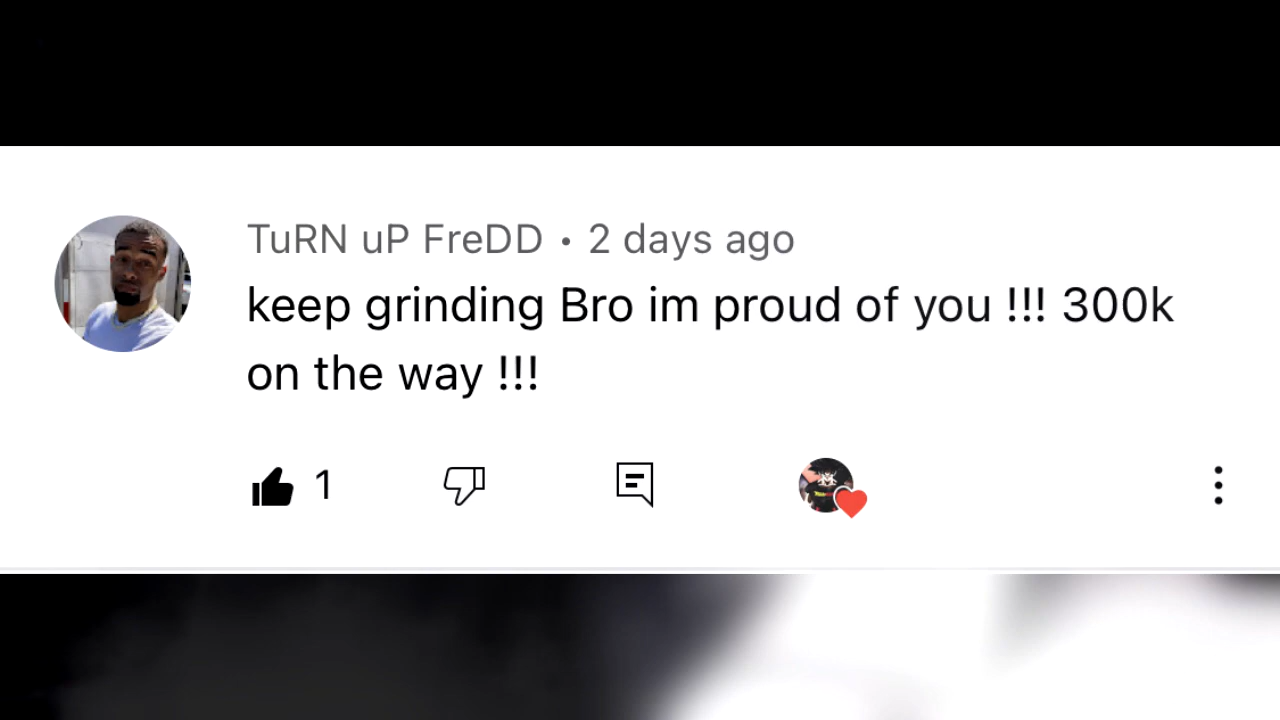 TuRN uP FreDD • 2 days ago
keep grinding Bro im proud of you !!! 300k
on the way !!!
1